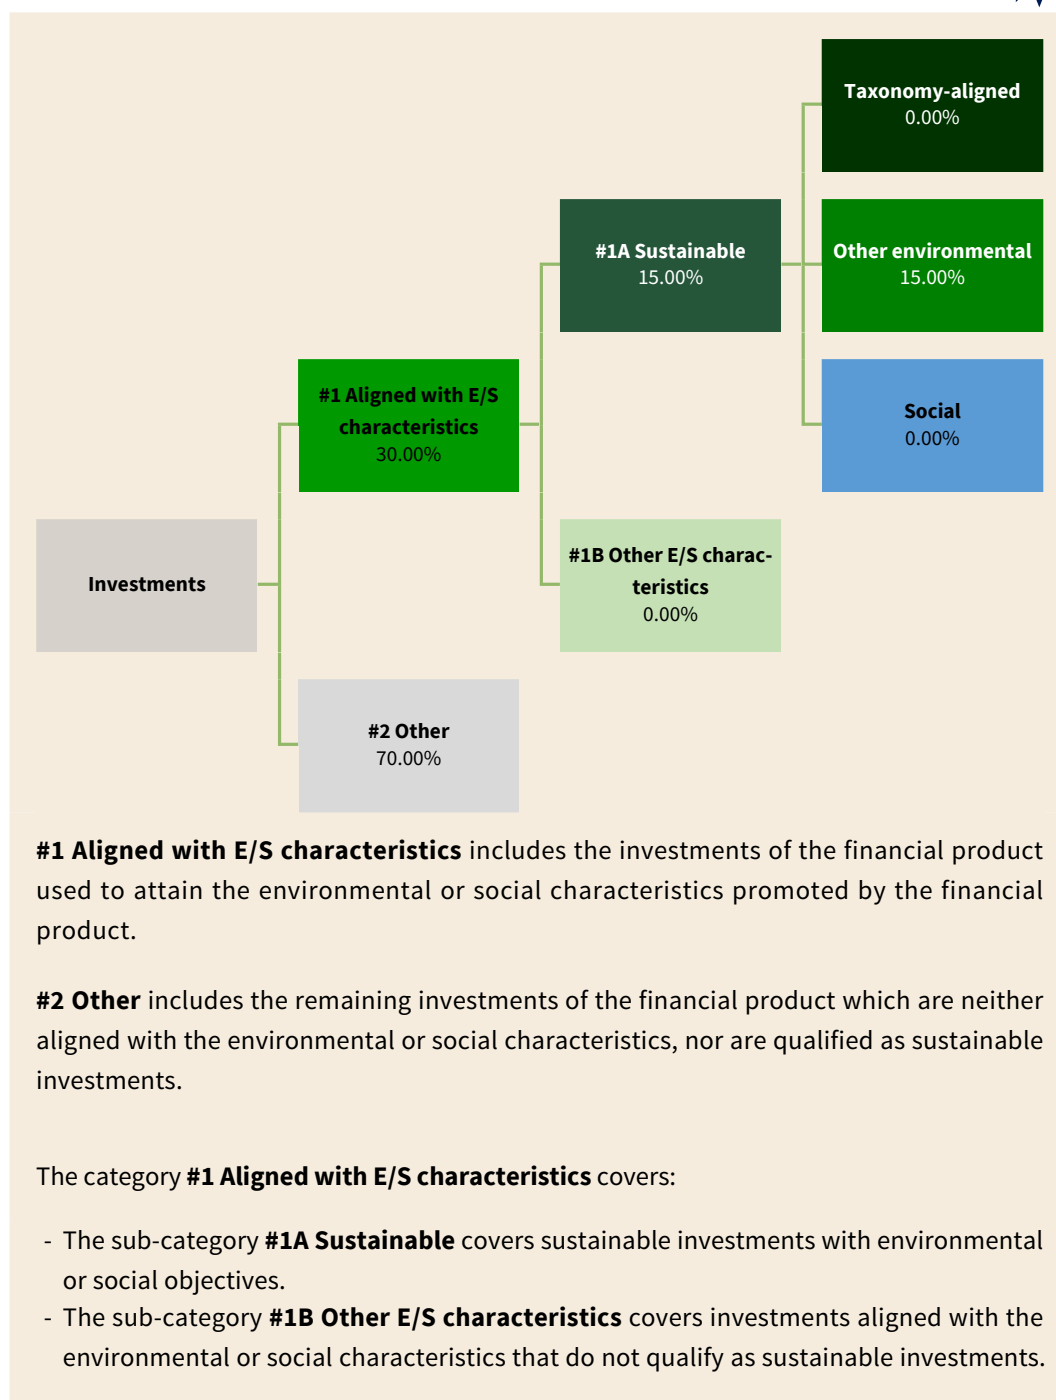 Taxonomy-aligned
0.00%
#1A Sustainable
15.00%
Other environmental
15.00%
#1 Aligned with E/S
characteristics
30.00%
Social
0.00%
Investments
#1B Other E/S charac-
teristics
0.00%
#2 Other
70.00%
#1 Aligned with E/S characteristics includes the investments of the financial product
used to attain the environmental or social characteristics promoted by the financial
product.
#2 Other includes the remaining investments of the financial product which are neither
aligned with the environmental or social characteristics, nor are qualified as sustainable
investments.
The category #1 Aligned with E/S characteristics covers:
- The sub-category #1A Sustainable covers sustainable investments with environmental
or social objectives.
- The sub-category #1B Other E/S characteristics covers investments aligned with the
environmental or social characteristics that do not qualify as sustainable investments.